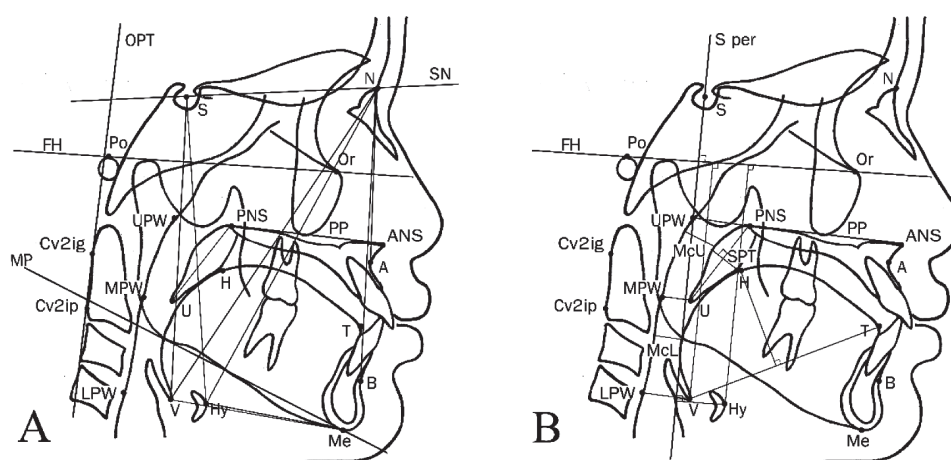 OPT
N
SN
S
FH
Po
Or
UPW
PNS
PP
ANS
Cv2ig
A
MP
H
MPW
Cv2ip
U
T
B
LPW
V
Hy
Me
A
S per
N
S
FH
Po
Or
UPW
PNS
PP
ANS
McU
Cv2ig
SPT
A
H
MPW
Cv2ip
U
T
McL
B
LPW
V
Hy
Me
B